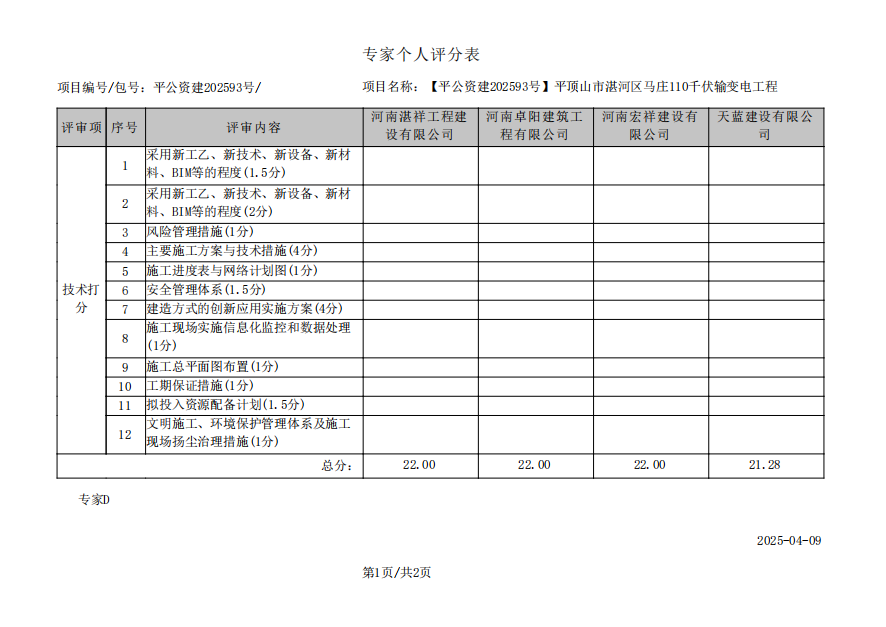 专家个人评分表
项目编号/包号：平公资建202593号/
项目名称：【平公资建202593号】平顶山市湛河区马庄110千伏输变电工程
评审项 序号 评审内容 河南湛祥工程建设有限公司 河南卓阳建筑工程有限公司 河南宏祥建设有限公司 天蓝建设有限公司
技术打分
1 采用新工乙、新技术、新设备、新材
料、BIM等的程度(1.5分)
2 采用新工乙、新技术、新设备、新材
料、BIM等的程度(2分)
3 风险管理措施(1分)
4 主要施工方案与技术措施(4分)
5 施工进度表与网络计划图(1分)
6 安全管理体系(1.5分)
7 建造方式的创新应用实施方案(4分)
8 施工现场实施信息化监控和数据处理
(1分)
9 施工总平面图布置(1分)
10 工期保证措施(1分)
11 拟投入资源配备计划(1.5分)
12 文明施工、环境保护管理体系及施工
现场扬尘治理措施(1分)
总分： 22.00 22.00 22.00 21.28
专家D
2025-04-09
第1页/共2页